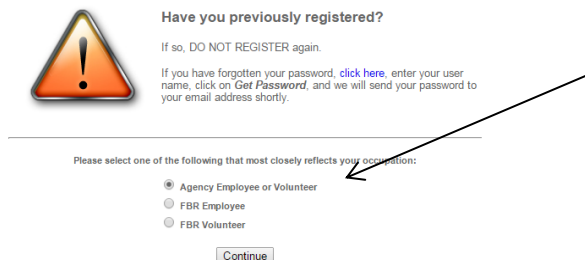 Have you previously registered?
If so, DO NOT REGISTER again.
If you have forgotten your password, click here, enter your user
name, click on Get Password, and we will send your password to
your email address shortly.
Please select one of the following that most closely reflects your occupation:
Agency Employee or Volunteer
FBR Employee
FBR Volunteer
Continue